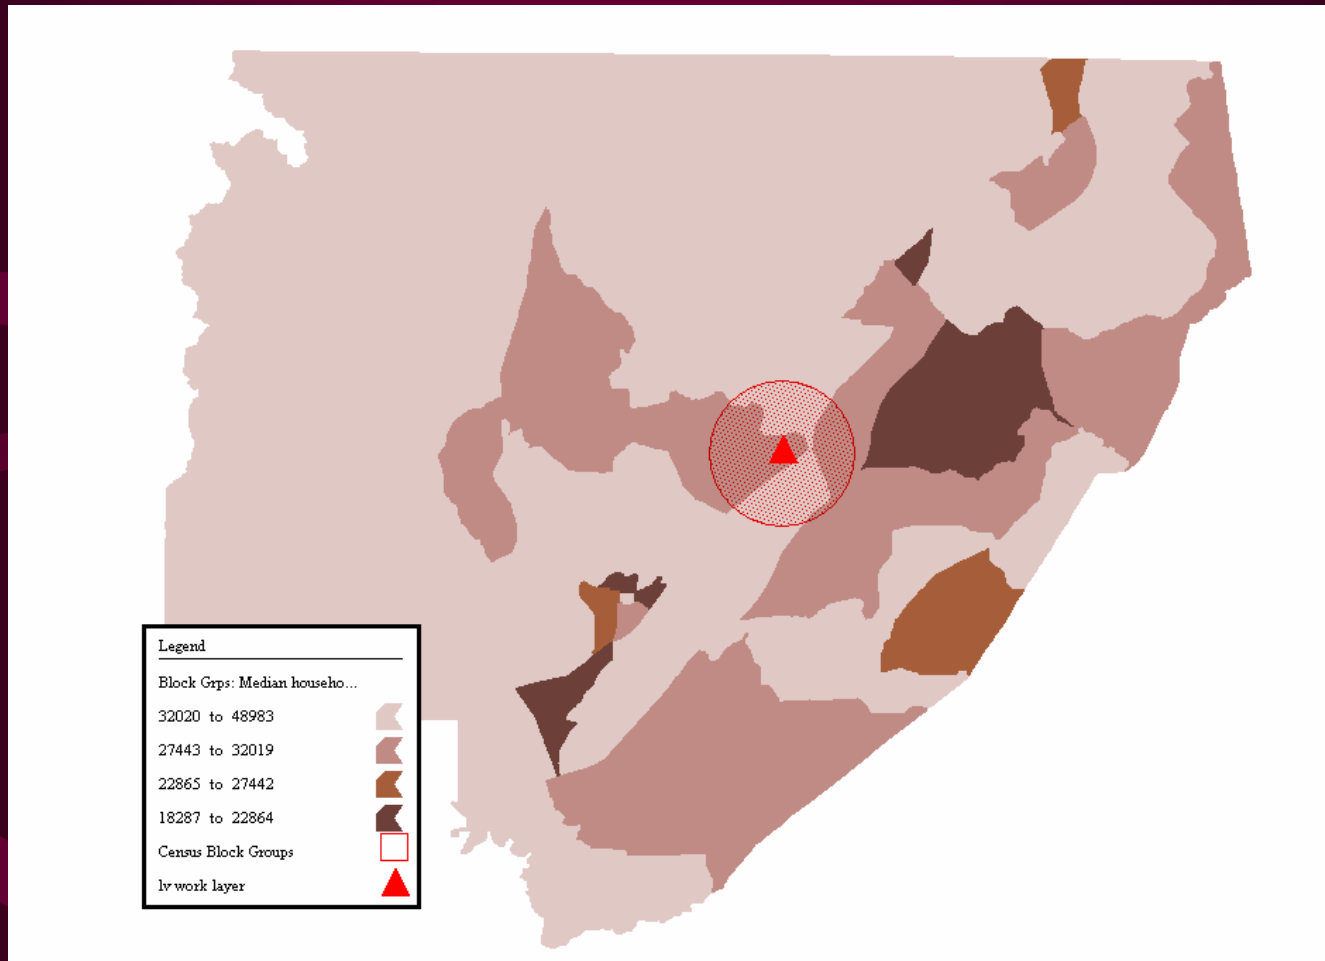 Legend
Block Grps: Median househo...
32020 to 48983
27443 to 32019
22865 to 27442
18287 to 22864
Census Block Groups
lv work layer